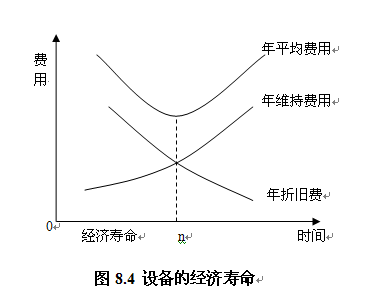 费
用
年平均费用
年维持费用
年折旧费
0
经济寿命
n
时间
图 8.4 设备的经济寿命